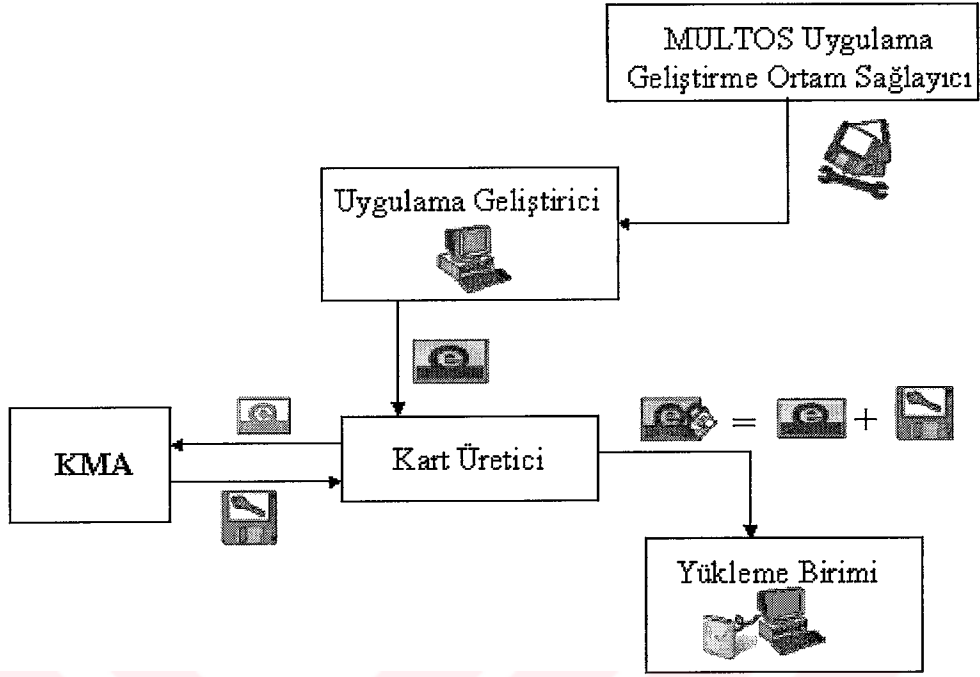 MULTOS Uygulama
Geliştirme Ortam Sağlayıcı
Uygulama Geliştirici
KMA
Kart Üretici
= +
Yükleme Birimi